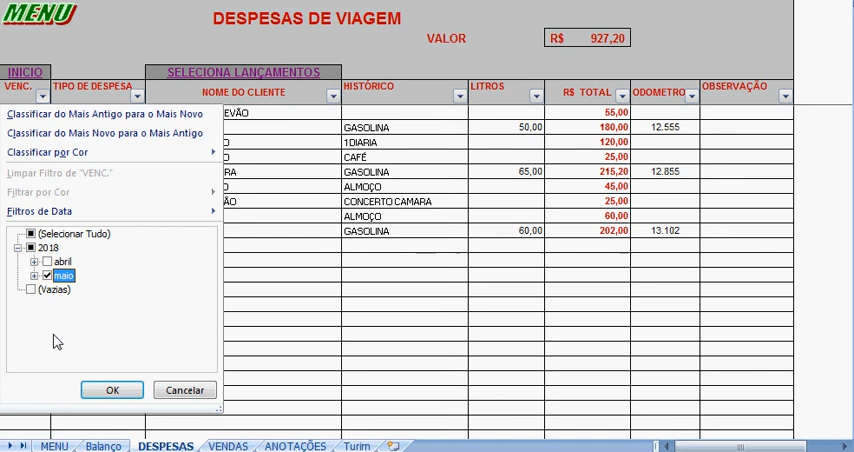 MENU
DESPESAS DE VIAGEM
VALOR R$ 927,20
INICIO SELECIONA LANÇAMENTOS
VENC. TIPO DE DESPESA NOME DO CLIENTE HISTÓRICO LITROS R$ TOTAL ODOMETRO OBSERVAÇÃO
EVÃO 55,00
GASOLINA 50,00 180,00 12.555
O 1DIARIA 120,00
O CAFÉ 25,00
RA GASOLINA 65,00 215,20 12.855
O ALMOÇO 45,00
ÃO CONCERTO CAMARA 25,00
ALMOÇO 60,00
GASOLINA 60,00 202,00 13.102
Classificar do Mais Antigo para o Mais Novo
Classificar do Mais Novo para o Mais Antigo
Classificar por Cor
Limpar Filtro de "VENC."
Filtrar por Cor
Filtros de Data
(Selecionar Tudo)
2018
abril
maio
(Vazias)
OK Cancelar
MENU Balanço DESPESAS VENDAS ANOTAÇÕES Turim